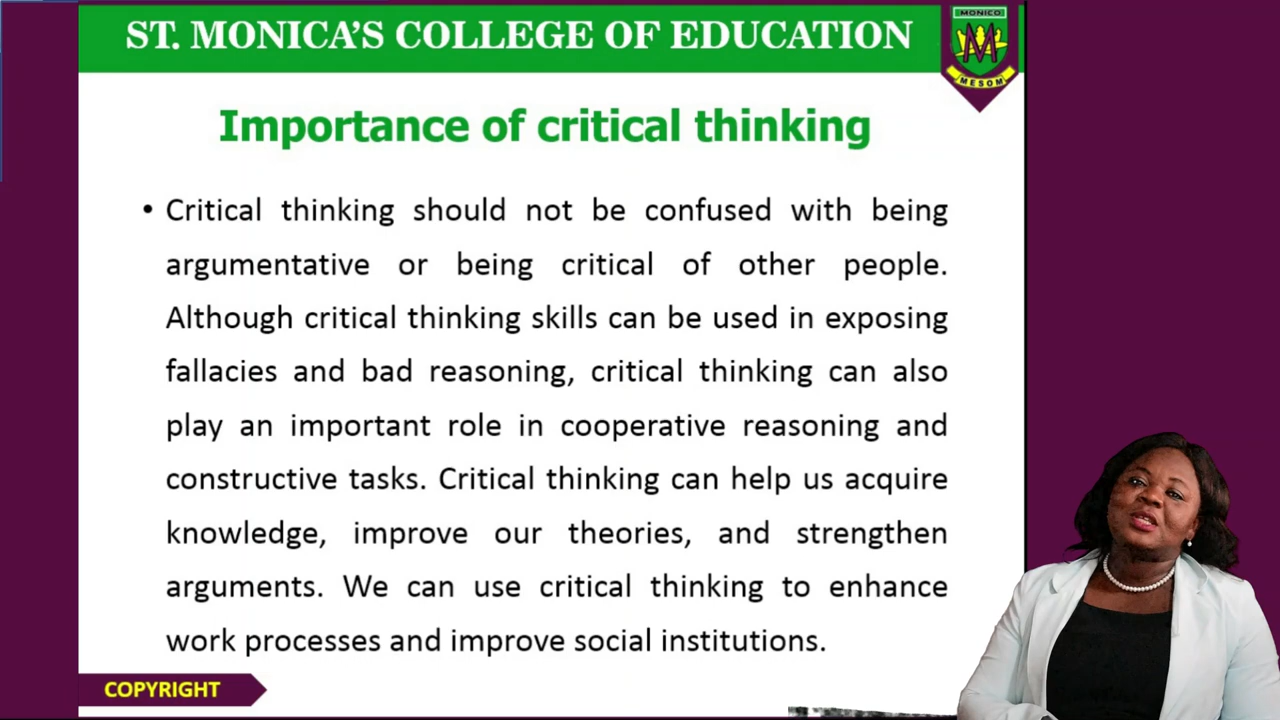 ST. MONICA'S COLLEGE OF EDUCATION
MONICO
M
MESOM
Importance of critical thinking
• Critical thinking should not be confused with being
argumentative or being critical of other people.
Although critical thinking skills can be used in exposing
fallacies and bad reasoning, critical thinking can also
play an important role in cooperative reasoning and
constructive tasks. Critical thinking can help us acquire
knowledge, improve our theories, and strengthen
arguments. We can use critical thinking to enhance
work processes and improve social institutions.
COPYRIGHT